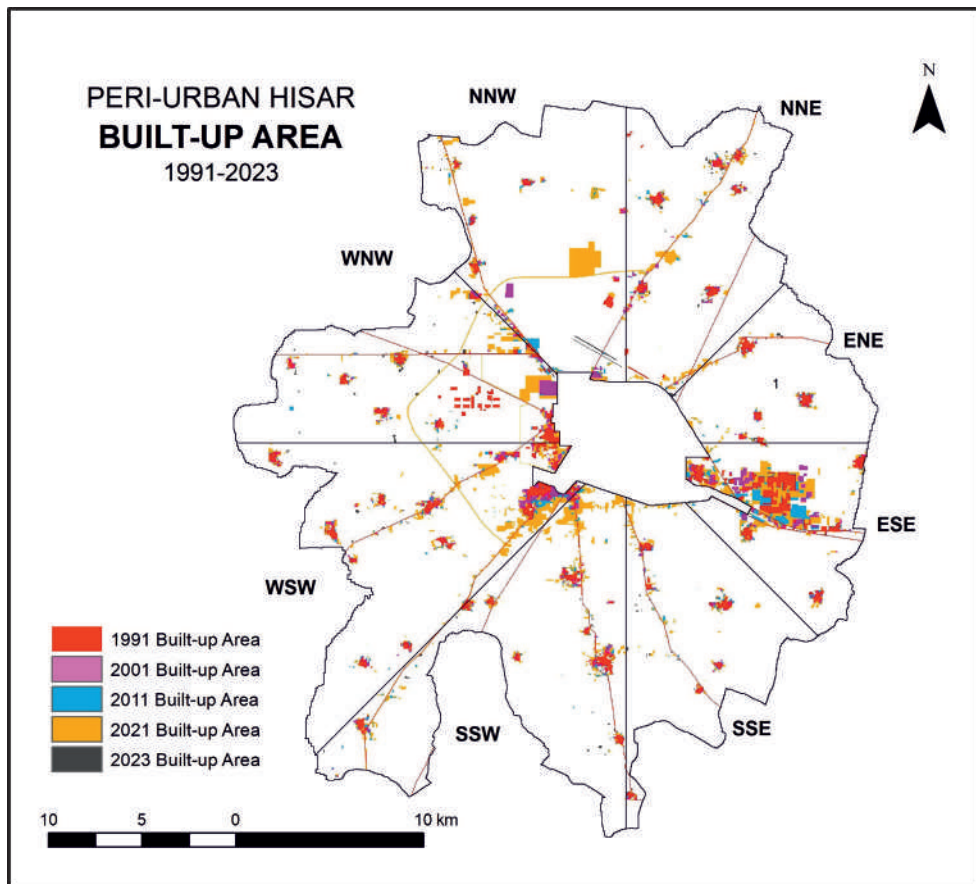 PERI-URBAN HISAR
BUILT-UP AREA
1991-2023
NNW
NNE
N
WNW
ENE
1
1
ESE
WSW
SSW
SSE
1991 Built-up Area
2001 Built-up Area
2011 Built-up Area
2021 Built-up Area
2023 Built-up Area
10 5 0 10 km